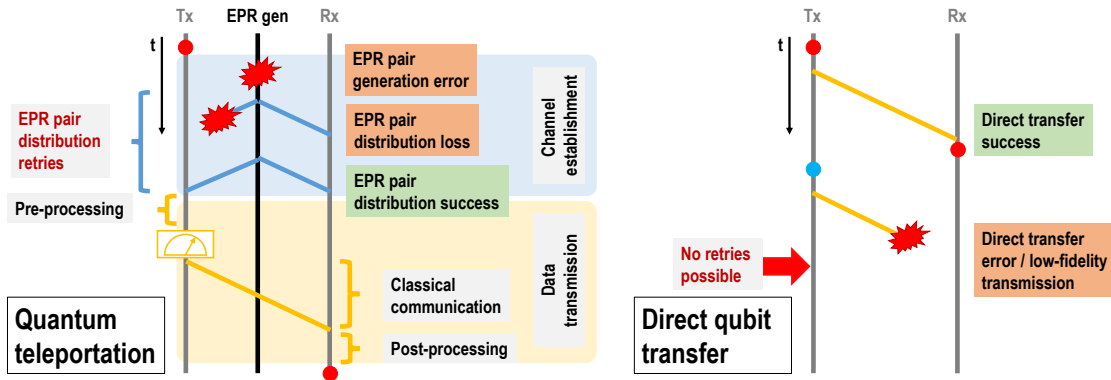 Tx
EPR gen
Rx
t
EPR pair
generation error
EPR pair
distribution
retries
EPR pair
distribution loss
Channel
establishment
EPR pair
distribution success
Pre-processing
Classical
communication
Data
transmission
Post-processing
Quantum
teleportation
Tx
Rx
t
Direct transfer
success
No retries
possible
Direct transfer
error / low-fidelity
transmission
Direct qubit
transfer